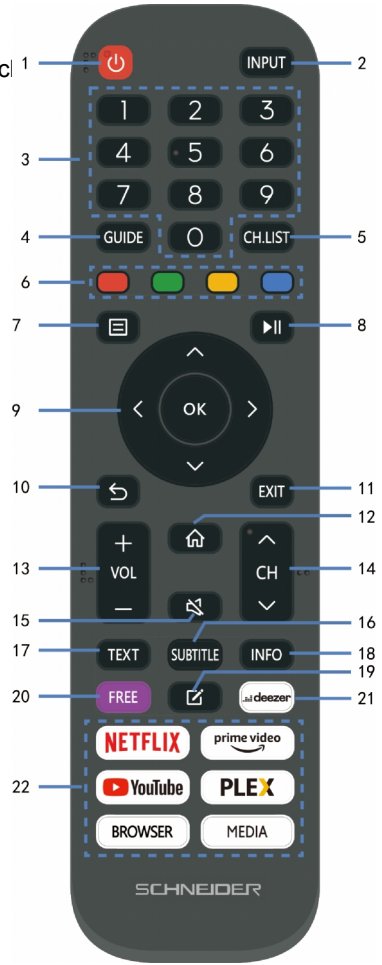 1 INPUT 2
cl
1 2 3
3 4 5 6
7 8 9
4 GUIDE 0 CH.LIST 5
6
7 8
9 OK
10 EXIT 11
12
13 + VOL - CH 14
15 16
17 TEXT SUBTITLE INFO 18
19
20 FREE deezer 21
NETFLIX prime video
22 YouTube PLEX
BROWSER MEDIA
SCHNEIDER